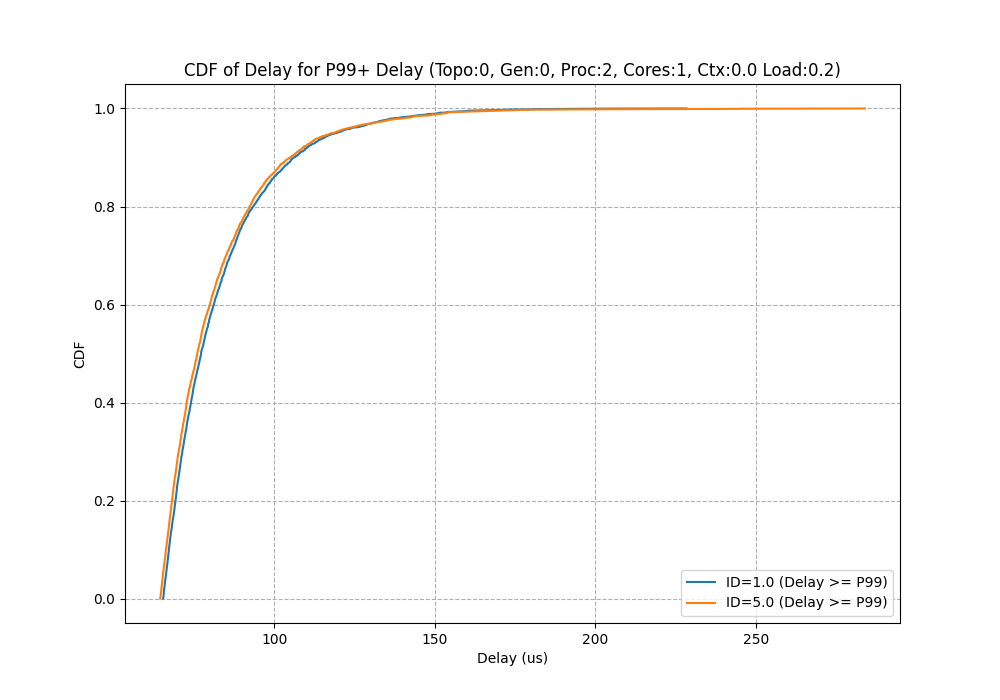 CDF of Delay for P99+ Delay (Topo:0, Gen:0, Proc:2, Cores:1, Ctx:0.0 Load:0.2)
1.0
0.8
0.6
0.4
0.2
0.0
CDF
100
150
200
250
Delay (us)
ID=1.0 (Delay >= P99)
ID=5.0 (Delay >= P99)